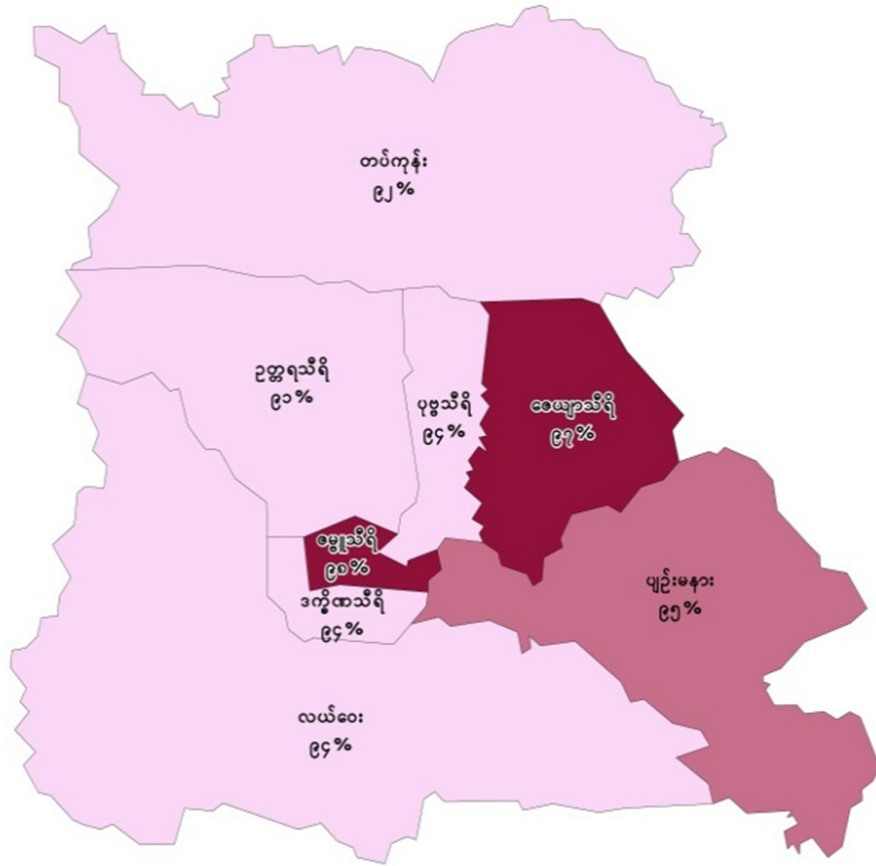 တပ်ကုန်း
၉၂%
ဥတ္တရသီရိ
၉၁%
ပုဗ္ဗသီရိ
၉၄%
ဇေယျာသီရိ
၉၇%
ဇမ္ဗူသီရိ
၉၈%
ဒက္ခိဏသီရိ
၉၄%
ပျဉ်းမနား
၉၅%
လယ်ဝေး
၉၄%